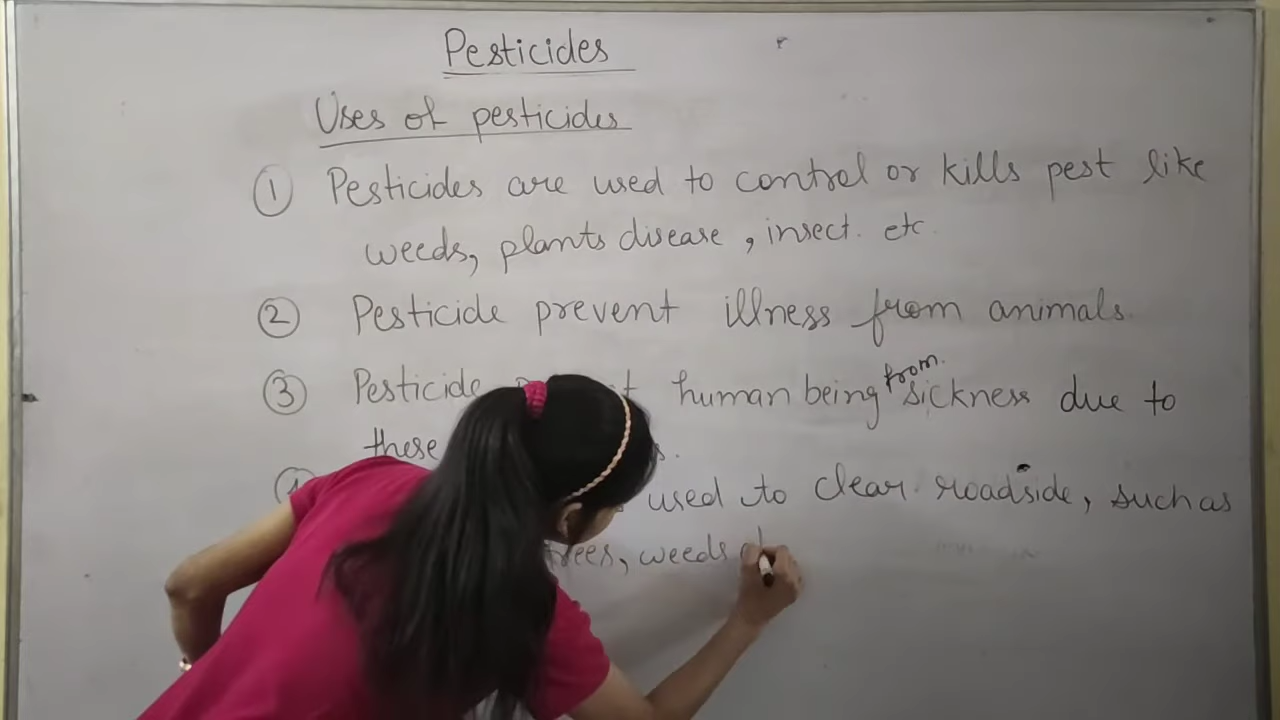 Pesticides
Uses of pesticides
① Pesticides are used to control or kills pest like
weeds, plants disease, insect. etc.
② Pesticide prevent illness from animals.
③ Pesticide human being from sickness due to
these
used to clear roadside, such as
trees, weeds